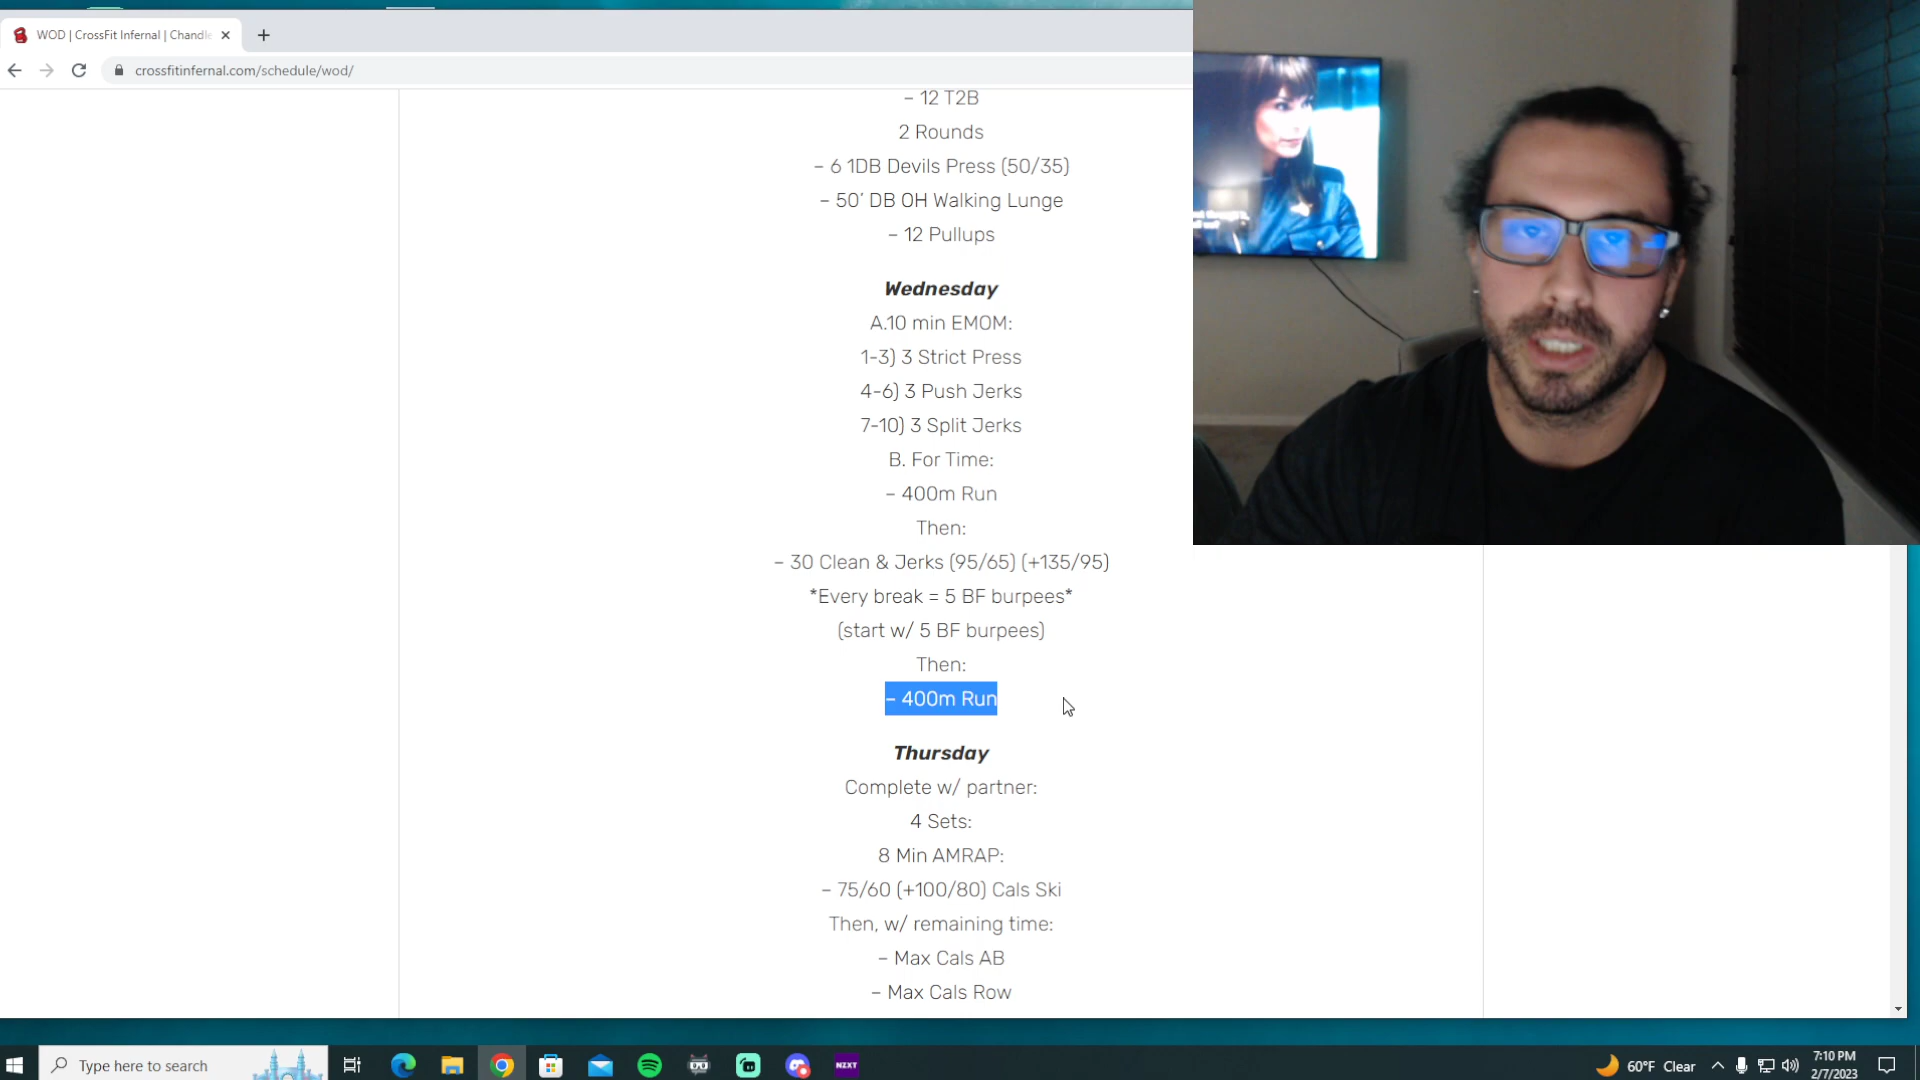 WOD | CrossFit Infernal | Chandle
crossfitinfernal.com/schedule/wod/
– 12 T2B
2 Rounds
– 6 1DB Devils Press (50/35)
– 50’ DB OH Walking Lunge
– 12 Pullups
Wednesday
A.10 min EMOM:
1-3) 3 Strict Press
4-6) 3 Push Jerks
7-10) 3 Split Jerks
B. For Time:
– 400m Run
Then:
– 30 Clean & Jerks (95/65) (+135/95)
*Every break = 5 BF burpees*
(start w/ 5 BF burpees)
Then:
– 400m Run
Thursday
Complete w/ partner:
4 Sets:
8 Min AMRAP:
– 75/60 (+100/80) Cals Ski
Then, w/ remaining time:
– Max Cals AB
– Max Cals Row
Type here to search
NEXT
60°F Clear
7:10 PM
2/7/2023